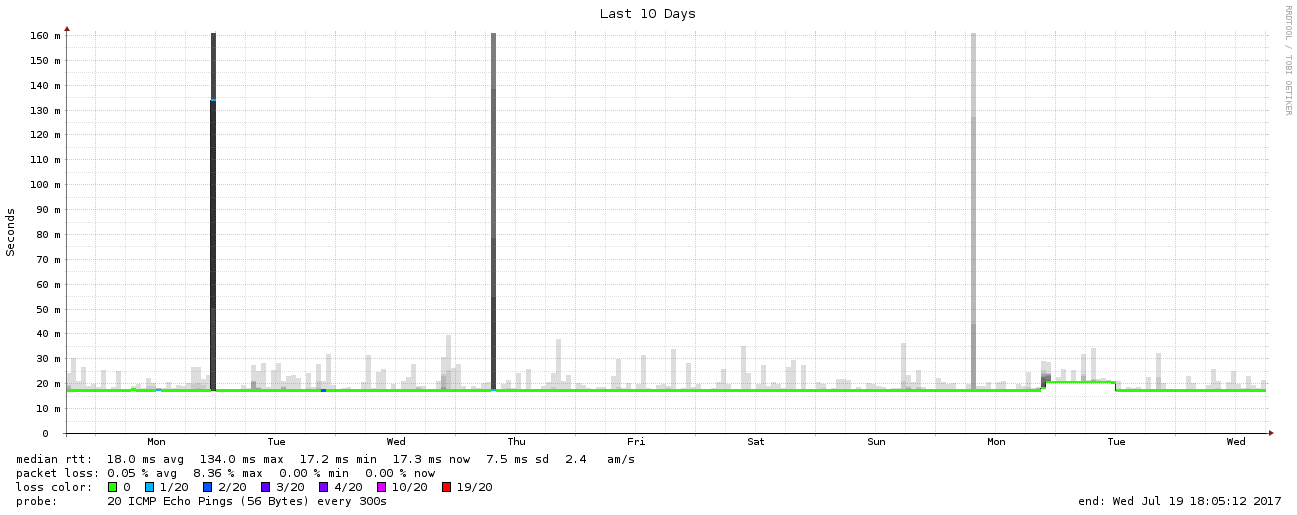 Last 10 Days
RRDTOOL / TOBI OETIKER
160 m
150 m
140 m
130 m
120 m
110 m
100 m
90 m
80 m
70 m
60 m
50 m
40 m
30 m
20 m
10 m
0
Seconds
Mon Tue Wed Thu Fri Sat Sun Mon Tue Wed
median rtt: 18.0 ms avg 134.0 ms max 17.2 ms min 17.3 ms now 7.5 ms sd 2.4 am/s
packet loss: 0.05 % avg 8.36 % max 0.00 % min 0.00 % now
loss color: 0 1/20 2/20 3/20 4/20 10/20 19/20
probe: 20 ICMP Echo Pings (56 Bytes) every 300s end: Wed Jul 19 18:05:12 2017